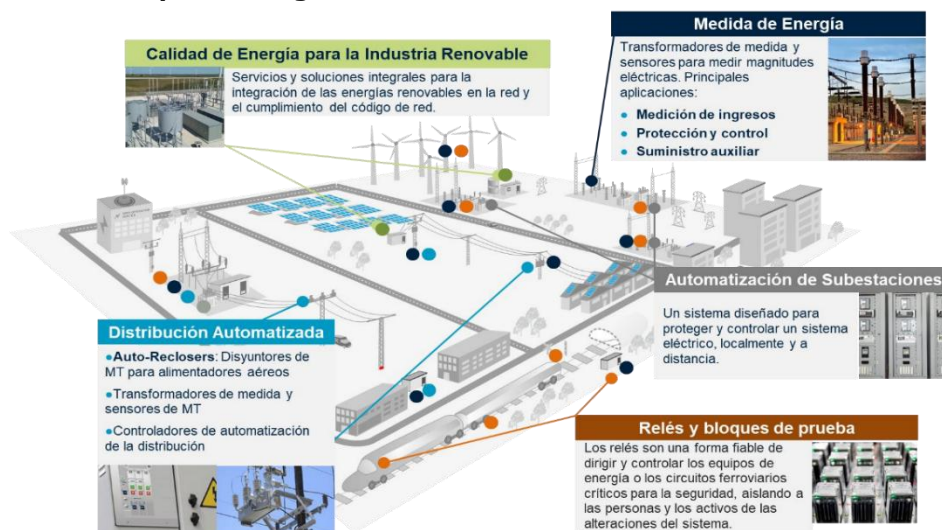 Calidad de Energía para la Industria Renovable
Servicios y soluciones integrales para la
integración de las energías renovables en la red y
el cumplimiento del código de red.
Medida de Energía
Transformadores de medida y
sensores para medir magnitudes
eléctricas. Principales
aplicaciones:
● Medición de ingresos
● Protección y control
● Suministro auxiliar
Automatización de Subestaciones
Un sistema diseñado para
proteger y controlar un sistema
eléctrico, localmente y a
distancia.
Distribución Automatizada
●Auto-Reclosers: Disyuntores de
MT para alimentadores aéreos
●Transformadores de medida y
sensores de MT
●Controladores de automatización
de la distribución
Relés y bloques de prueba
Los relés son una forma fiable de
dirigir y controlar los equipos de
energía o los circuitos ferroviarios
críticos para la seguridad, aislando a
las personas y los activos de las
alteraciones del sistema.